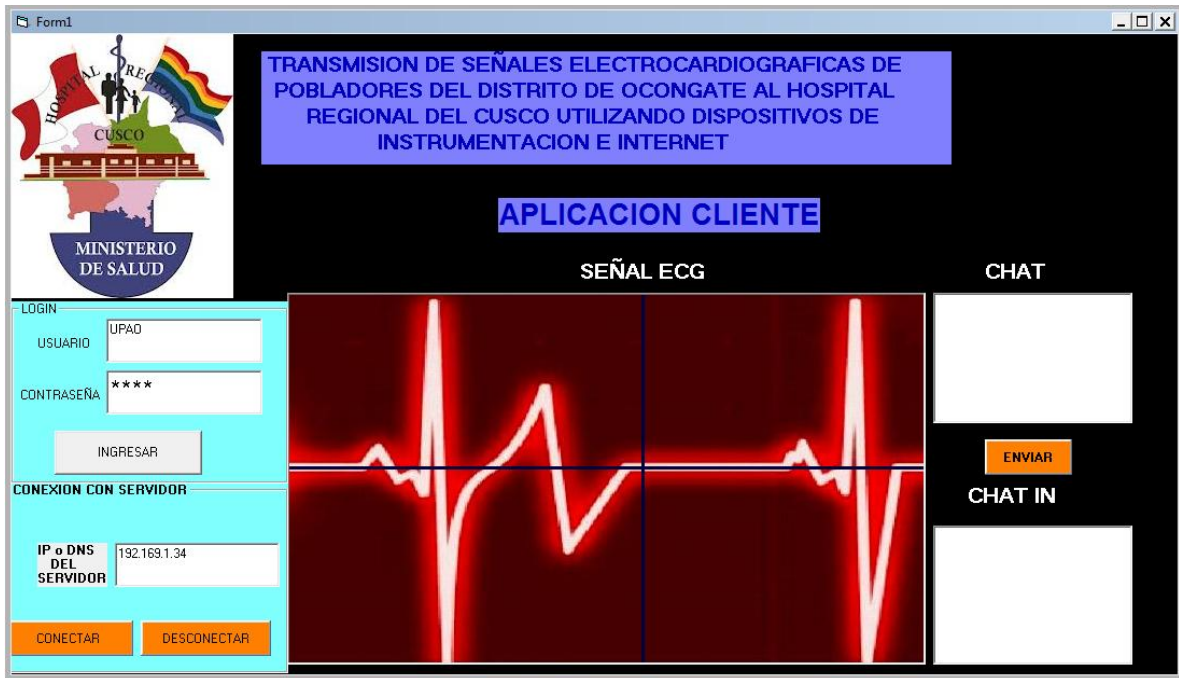 Form1
HOSPITAL REGIONAL
CUSCO
MINISTERIO
DE SALUD
TRANSMISION DE SEÑALES ELECTROCARDIOGRAFICAS DE
POBLADORES DEL DISTRITO DE OCONGATE AL HOSPITAL
REGIONAL DEL CUSCO UTILIZANDO DISPOSITIVOS DE
INSTRUMENTACION E INTERNET
APLICACION CLIENTE
SEÑAL ECG
CHAT
LOGIN
USUARIO
UPAO
CONTRASEÑA
****
INGRESAR
CONEXION CON SERVIDOR
IP o DNS
DEL
SERVIDOR
192.169.1.34
CONECTAR
DESCONECTAR
ENVIAR
CHAT IN